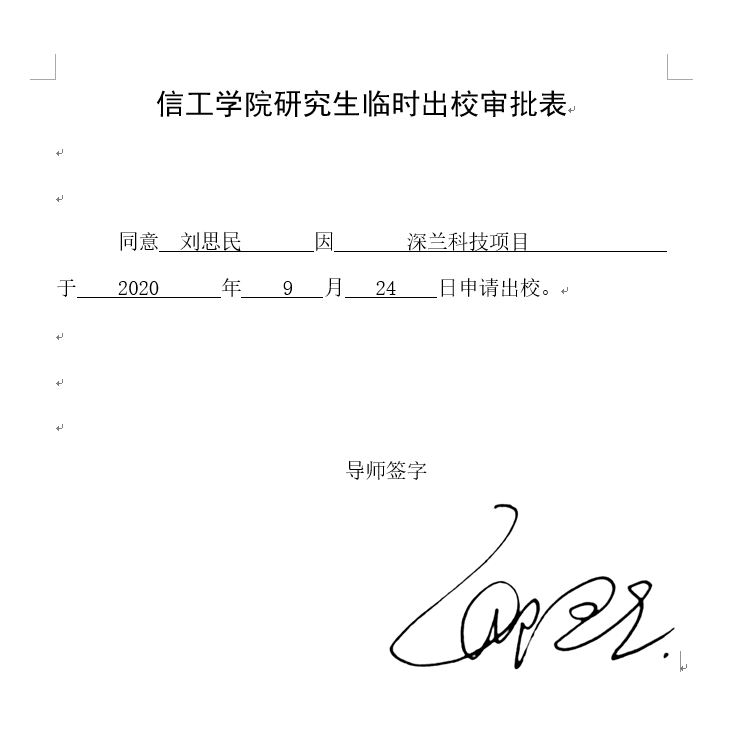 信工学院研究生临时出校审批表
同意 刘思民 因 深兰科技项目
于 2020 年 9 月 24 日申请出校。
导师签字